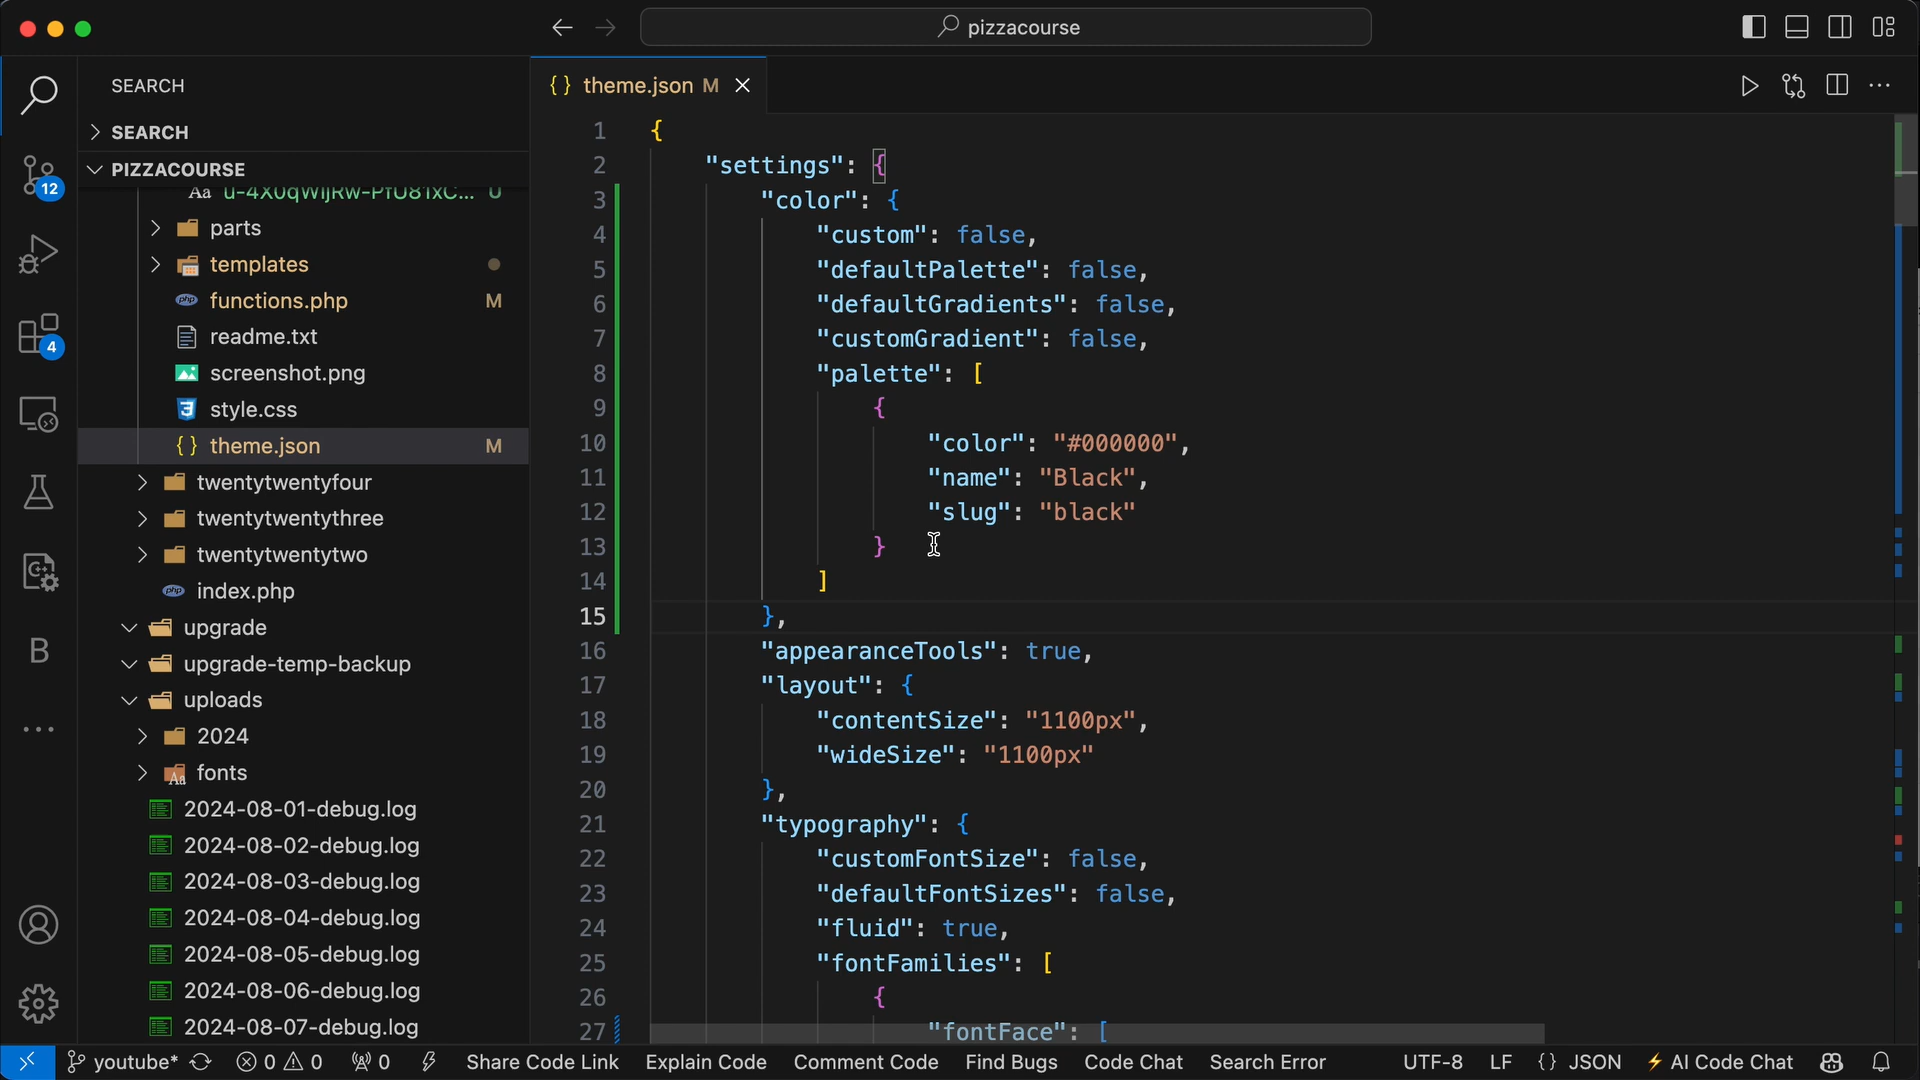 pizzacourse
SEARCH
SEARCH
PIZZACOURSE
12
4
B
parts
templates
functions.php M
readme.txt
screenshot.png
style.css
theme.json M
twentytwentyfour
twentytwentythree
twentytwentytwo
index.php
upgrade
upgrade-temp-backup
uploads
2024
fonts
2024-08-01-debug.log
2024-08-02-debug.log
2024-08-03-debug.log
2024-08-04-debug.log
2024-08-05-debug.log
2024-08-06-debug.log
2024-08-07-debug.log
{} theme.json M
1 {
2 "settings": {
3 "color": {
4 "custom": false,
5 "defaultPalette": false,
6 "defaultGradients": false,
7 "customGradient": false,
8 "palette": [
9 {
10 "color": "#000000",
11 "name": "Black",
12 "slug": "black"
13 }
14 ]
15 },
16 "appearanceTools": true,
17 "layout": {
18 "contentSize": "1100px",
19 "wideSize": "1100px"
20 },
21 "typography": {
22 "customFontSize": false,
23 "defaultFontSizes": false,
24 "fluid": true,
25 "fontFamilies": [
26 {
27 "fontFace": [
youtube* 0 0 0 Share Code Link Explain Code Comment Code Find Bugs Code Chat Search Error UTF-8 LF {} JSON AI Code Chat